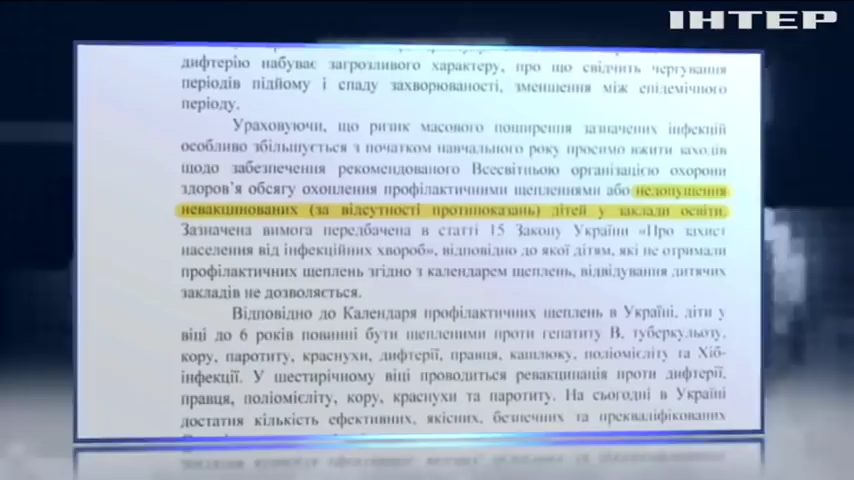 ІНТЕР
дифтерію набуває загрозливого характеру, про що свідчить чергування
періодів підйому і спаду захворюваності, зменшення між епідемічного
періоду.
Ураховуючи, що ризик масового поширення зазначених інфекцій
особливо збільшується з початком навчального року просимо вжити заходів
щодо забезпечення рекомендованого Всесвітньою організацією охорони
здоров'я обсягу охоплення профілактичними щепленнями або недопущення
невакцинованих (за відсутності протипоказань) дітей у заклади освіти.
Зазначена вимога передбачена в статті 15 Закону України «Про захист
населення від інфекційних хвороб», відповідно до якої дітям, які не отримали
профілактичних щеплень згідно з календарем щеплень, відвідування дитячих
закладів не дозволяється.
Відповідно до Календаря профілактичних щеплень в Україні, діти у
віці до 6 років повинні бути щепленими проти гепатиту В, туберкульозу,
кору, паротиту, краснухи, дифтерії, правця, кашлюку, поліомієліту та Хіб-
інфекції. У шестирічному віці проводиться ревакцинація проти дифтерії,
правця, поліомієліту, кору, краснухи та паротиту. На сьогодні в Україні
достатня кількість ефективних, якісних, безпечних та прекваліфікованих